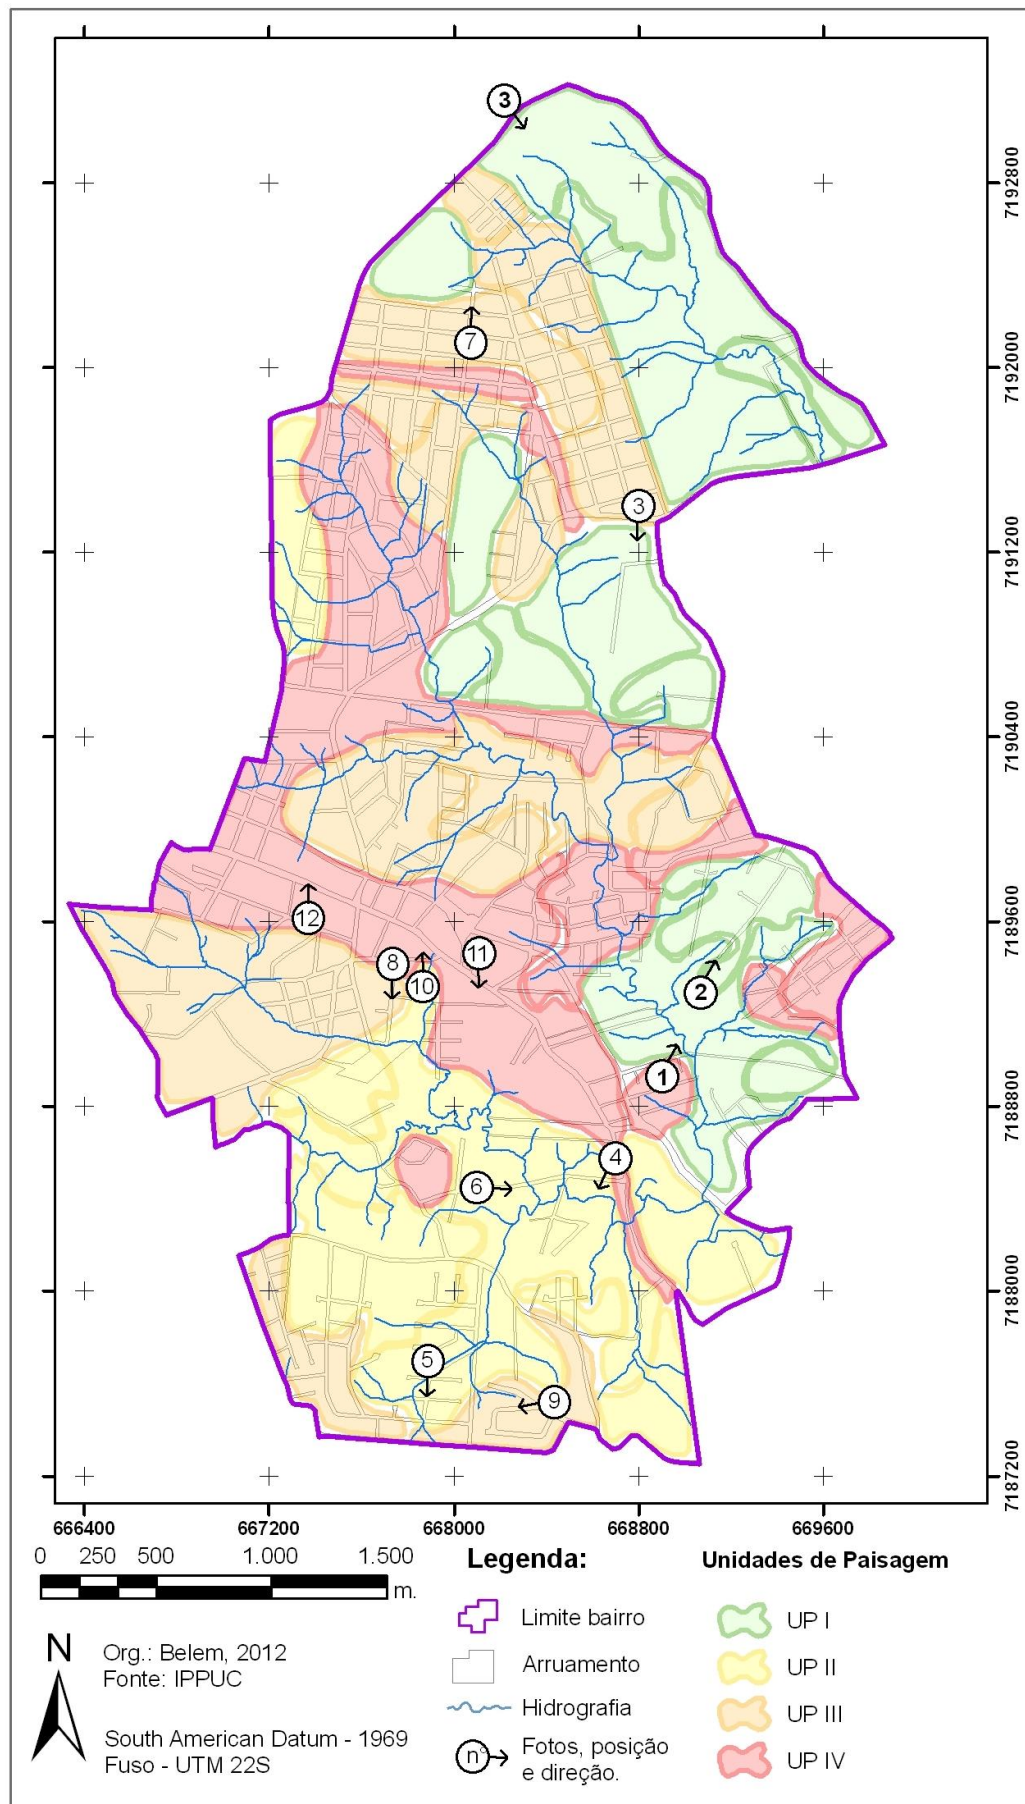 3
7192800
7
7192000
3
7191200
7190400
12
8
10
11
7189600
2
1
7188800
4
6
7188000
5
9
7187200
666400 667200 668000 668800 669600
0 250 500 1.000 1.500
m.
Legenda:
Limite bairro
Arruamento
Hidrografia
nº Fotos, posição
e direção.
Unidades de Paisagem
UP I
UP II
UP III
UP IV
N
Org.: Belem, 2012
Fonte: IPPUC
South American Datum - 1969
Fuso - UTM 22S